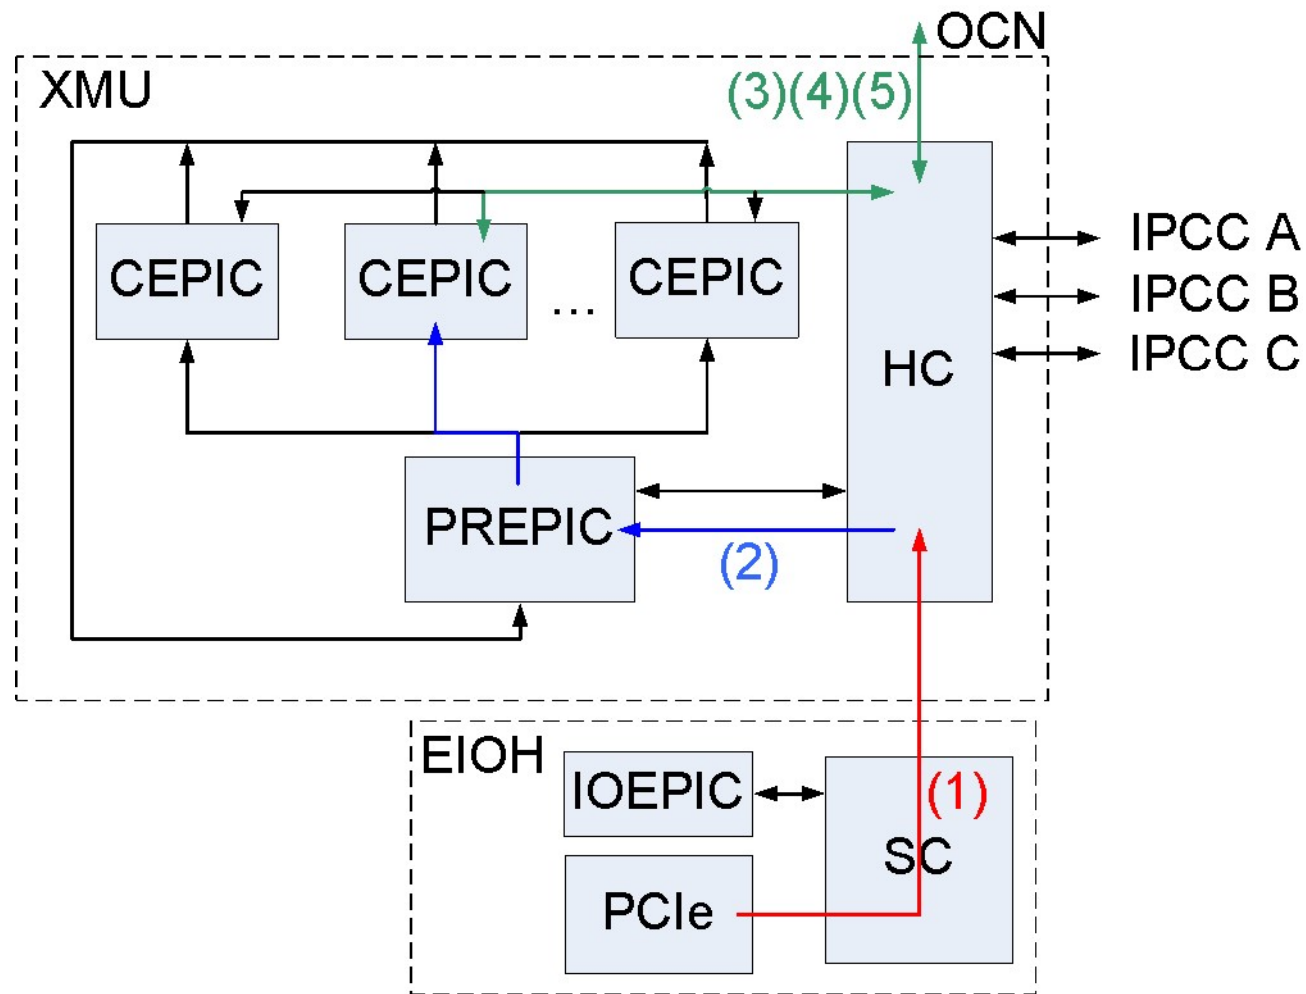 OCN
XMU
(3)(4)(5)
IPCC A
CEPIC
CEPIC
...
CEPIC
IPCC B
IPCC C
HC
PREPIC
(2)
EIOH
IOEPIC
(1)
SC
PCIe